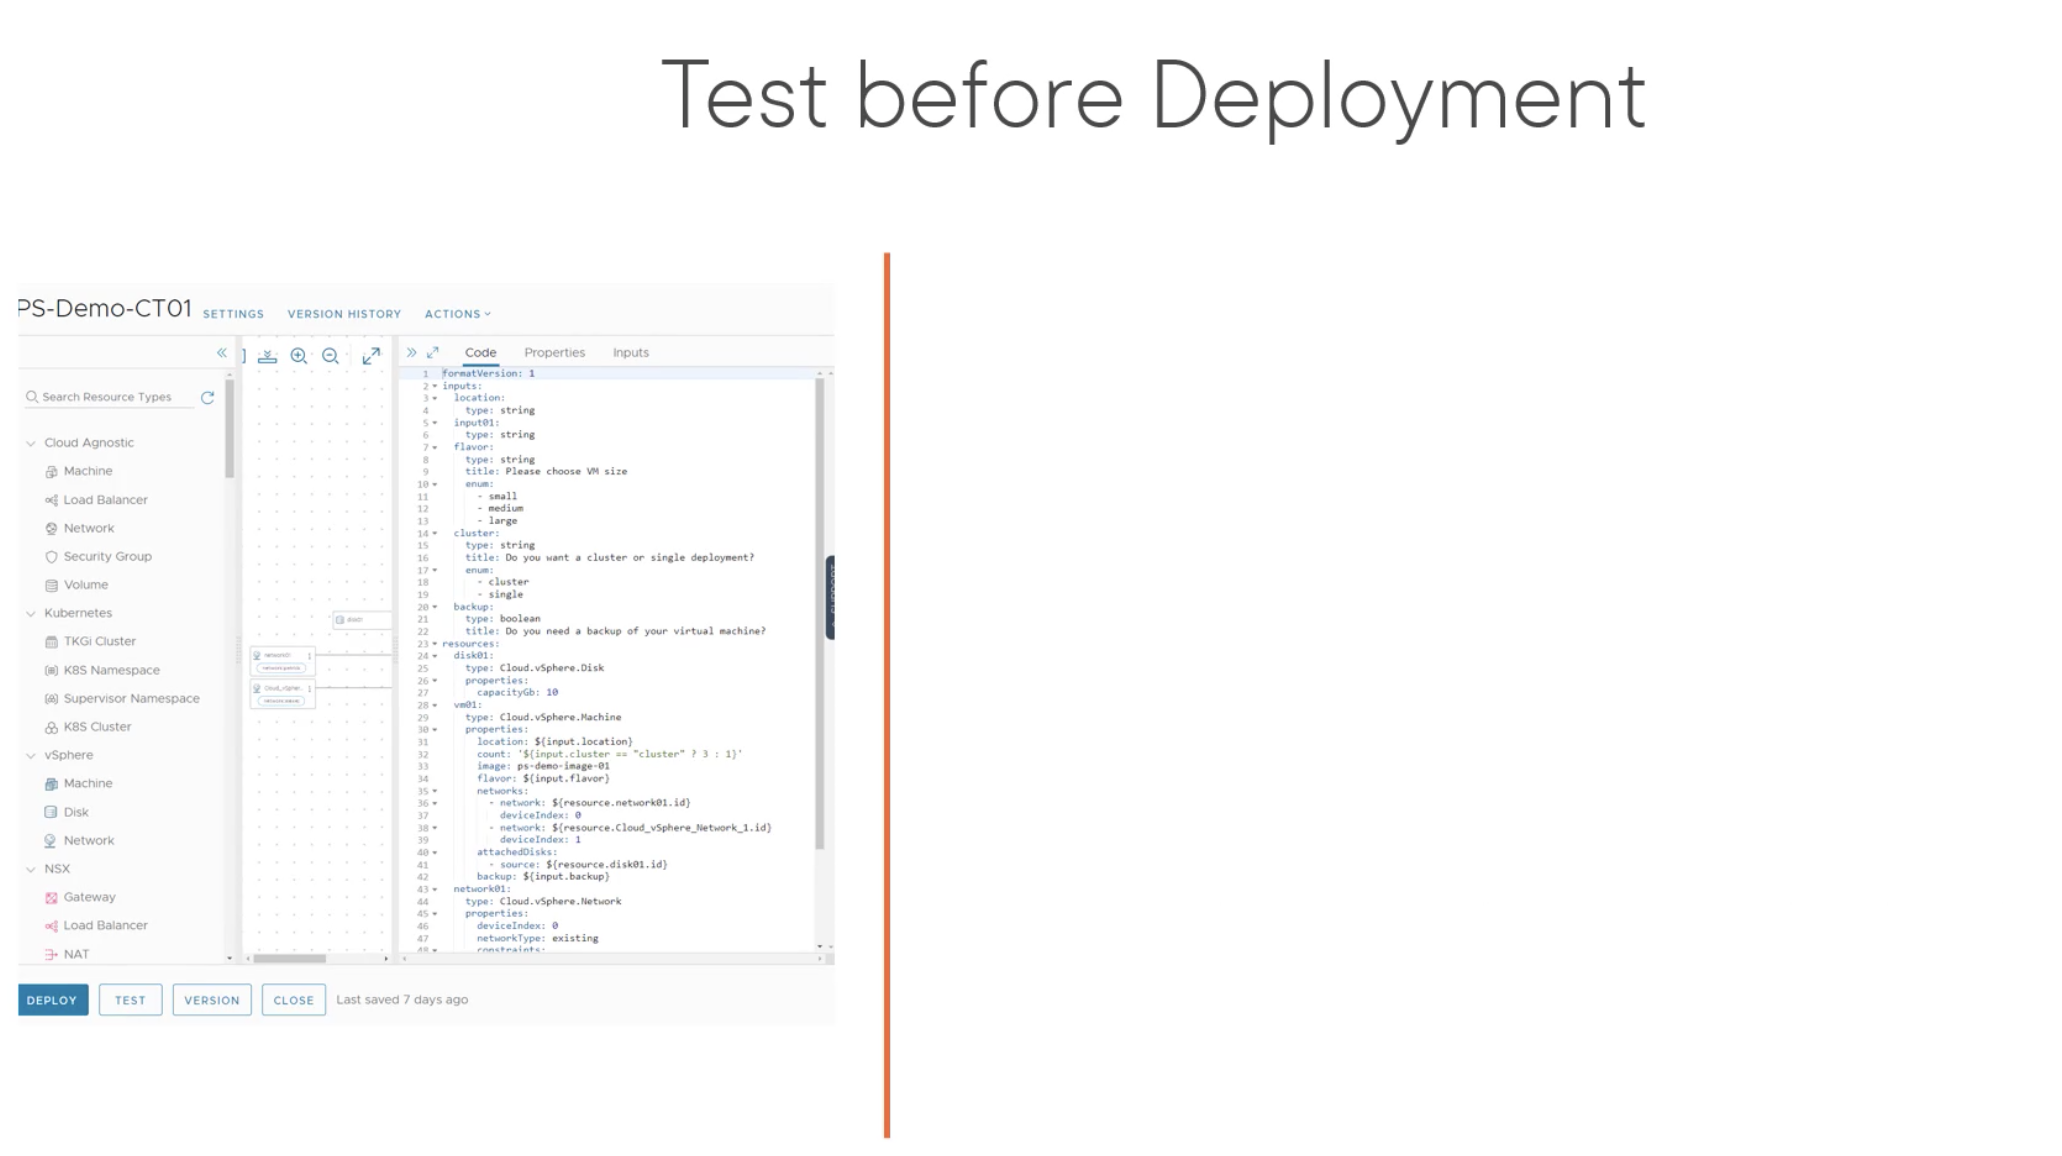 Test before Deployment
PS-Demo-CT01 SETTINGS VERSION HISTORY ACTIONS
Search Resource Types
Cloud Agnostic
Machine
Load Balancer
Network
Security Group
Volume
Kubernetes
TKGi Cluster
K8S Namespace
Supervisor Namespace
K8S Cluster
vSphere
Machine
Disk
Network
NSX
Gateway
Load Balancer
NAT
disk01
network01
Code Properties Inputs
1 formatVersion: 1
2 inputs:
3 location:
4 type: string
5 input01:
6 type: string
7 flavor:
8 type: string
9 title: Please choose VM size
10 enum:
11 - small
12 - medium
13 - large
14 cluster:
15 type: string
16 title: Do you want a cluster or single deployment?
17 enum:
18 - cluster
19 - single
20 backup:
21 type: boolean
22 title: Do you need a backup of your virtual machine?
23 resources:
24 disk01:
25 type: Cloud.vSphere.Disk
26 properties:
27 capacityGb: 10
28 vm01:
29 type: Cloud.vSphere.Machine
30 properties:
31 location: ${input.location}
32 count: '${input.cluster == "cluster" ? 3 : 1}'
33 image: ps-demo-image-01
34 flavor: ${input.flavor}
35 networks:
36 - network: ${resource.network01.id}
37 deviceIndex: 0
38 - network: ${resource.Cloud_vSphere_Network_1.id}
39 deviceIndex: 1
40 attachedDisks:
41 - source: ${resource.disk01.id}
42 backup: ${input.backup}
43 network01:
44 type: Cloud.vSphere.Network
45 properties:
46 deviceIndex: 0
47 networkType: existing
48 constraints:
DEPLOY TEST VERSION CLOSE Last saved 7 days ago